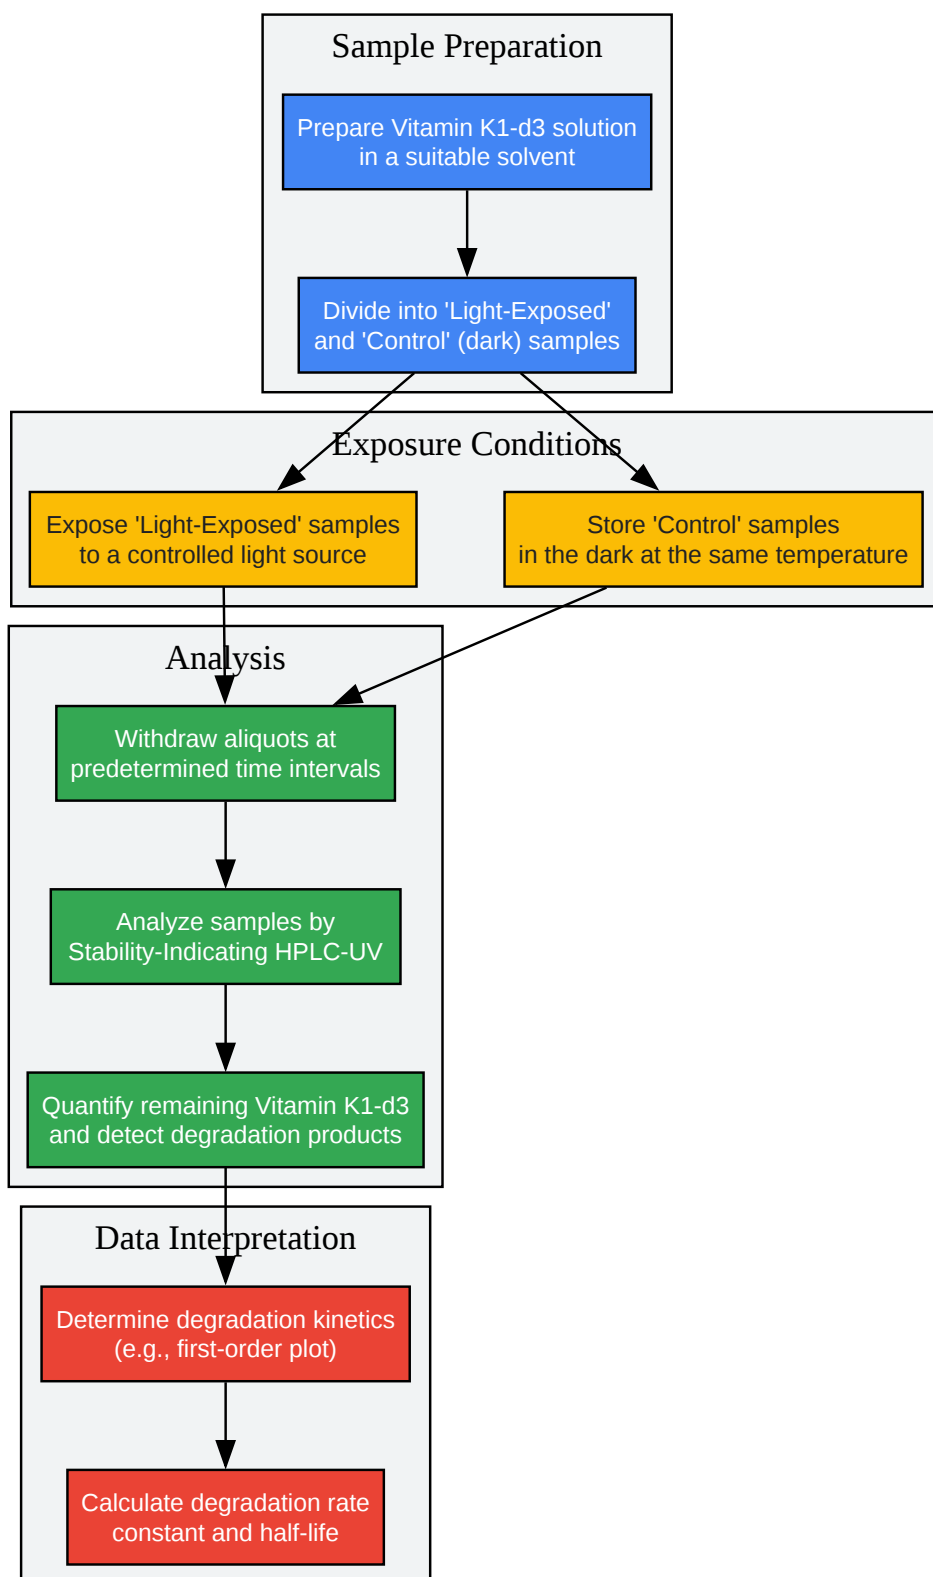 Sample Preparation
Prepare Vitamin K1-d3 solution
in a suitable solvent
Divide into 'Light-Exposed'
and 'Control' (dark) samples
Exposure Conditions
Expose 'Light-Exposed' samples
to a controlled light source
Store 'Control' samples
in the dark at the same temperature
Analysis
Withdraw aliquots at
predetermined time intervals
Analyze samples by
Stability-Indicating HPLC-UV
Quantify remaining Vitamin K1-d3
and detect degradation products
Data Interpretation
Determine degradation kinetics
(e.g., first-order plot)
Calculate degradation rate
constant and half-life